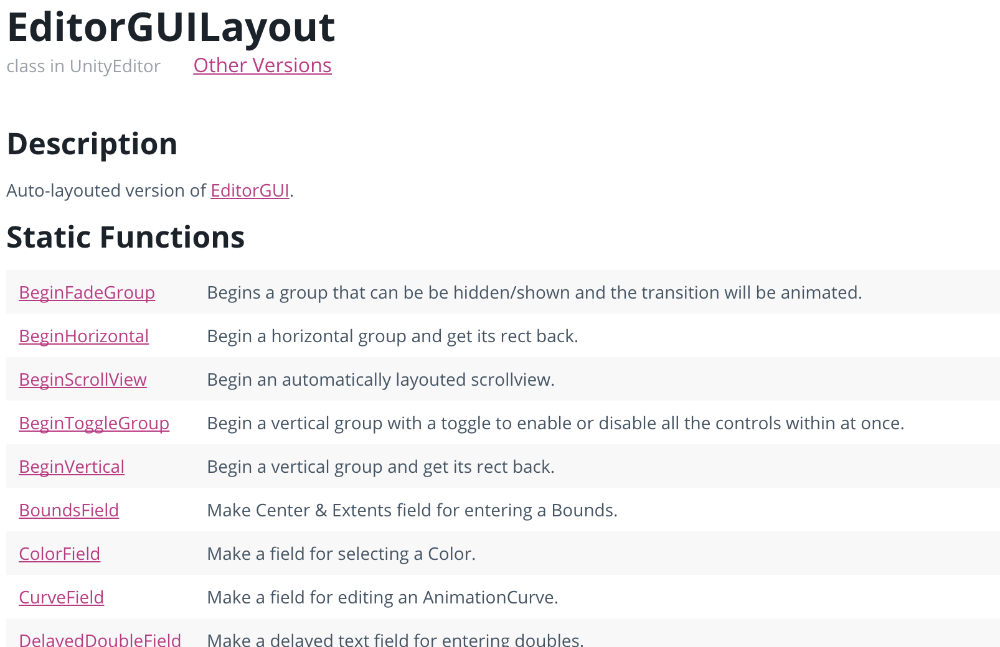 EditorGUILayout
class in UnityEditor Other Versions
Description
Auto-layouted version of EditorGUI.
Static Functions
BeginFadeGroup Begins a group that can be be hidden/shown and the transition will be animated.
BeginHorizontal Begin a horizontal group and get its rect back.
BeginScrollView Begin an automatically layouted scrollview.
BeginToggleGroup Begin a vertical group with a toggle to enable or disable all the controls within at once.
BeginVertical Begin a vertical group and get its rect back.
BoundsField Make Center & Extents field for entering a Bounds.
ColorField Make a field for selecting a Color.
CurveField Make a field for editing an AnimationCurve.
DelayedDoubleField Make a delayed text field for entering doubles.